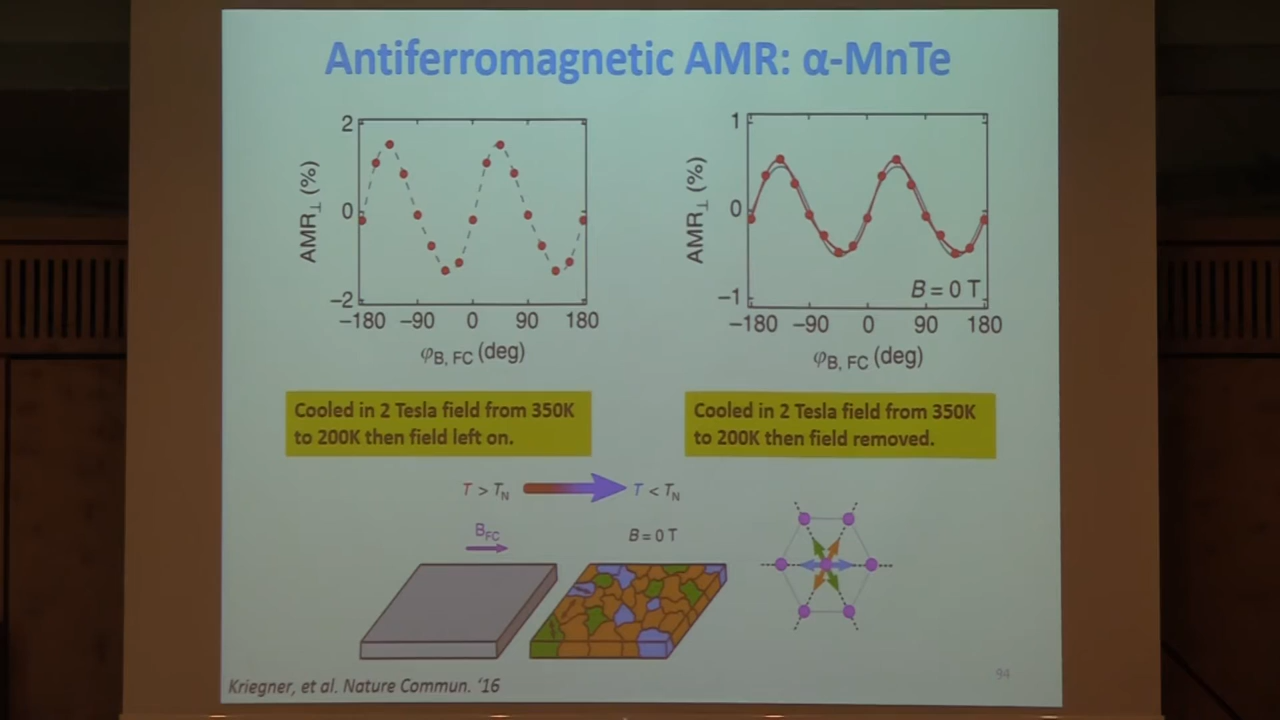 Antiferromagnetic AMR: α-MnTe
AMR⊥ (%)
2
0
−2
−180 −90 0 90 180
φB, FC (deg)
AMR⊥ (%)
1
0
−1
B = 0 T
−180 −90 0 90 180
φB, FC (deg)
Cooled in 2 Tesla field from 350K
to 200K then field left on.
Cooled in 2 Tesla field from 350K
to 200K then field removed.
T > TN
T < TN
BFC
B = 0 T
Kriegner, et al. Nature Commun. ‘16
94